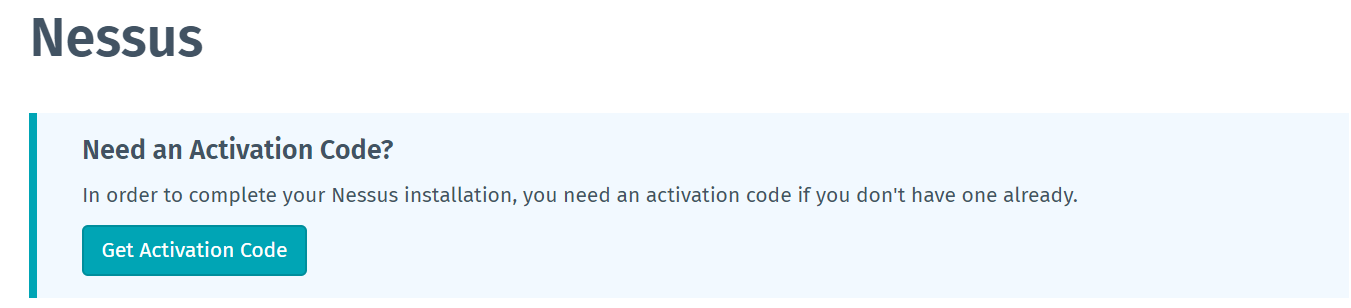 Nessus
Need an Activation Code?
In order to complete your Nessus installation, you need an activation code if you don't have one already.
Get Activation Code